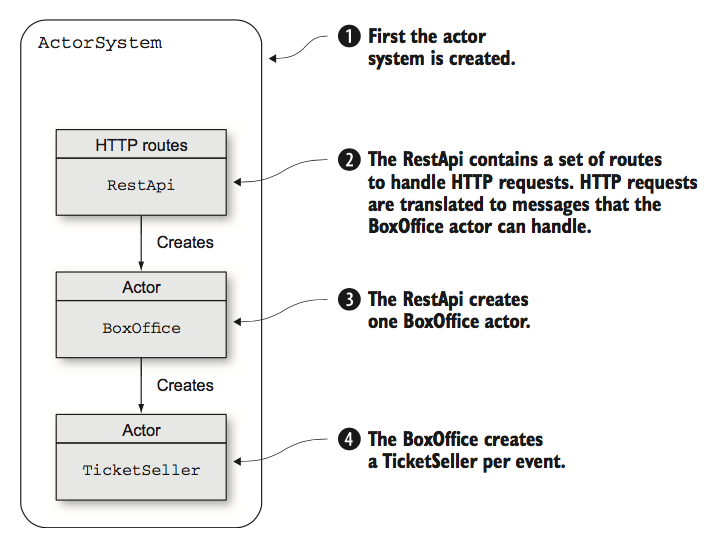 ActorSystem
1 First the actor
system is created.
HTTP routes
RestApi
2 The RestApi contains a set of routes
to handle HTTP requests. HTTP requests
are translated to messages that the
BoxOffice actor can handle.
Creates
Actor
BoxOffice
3 The RestApi creates
one BoxOffice actor.
Creates
Actor
TicketSeller
4 The BoxOffice creates
a TicketSeller per event.